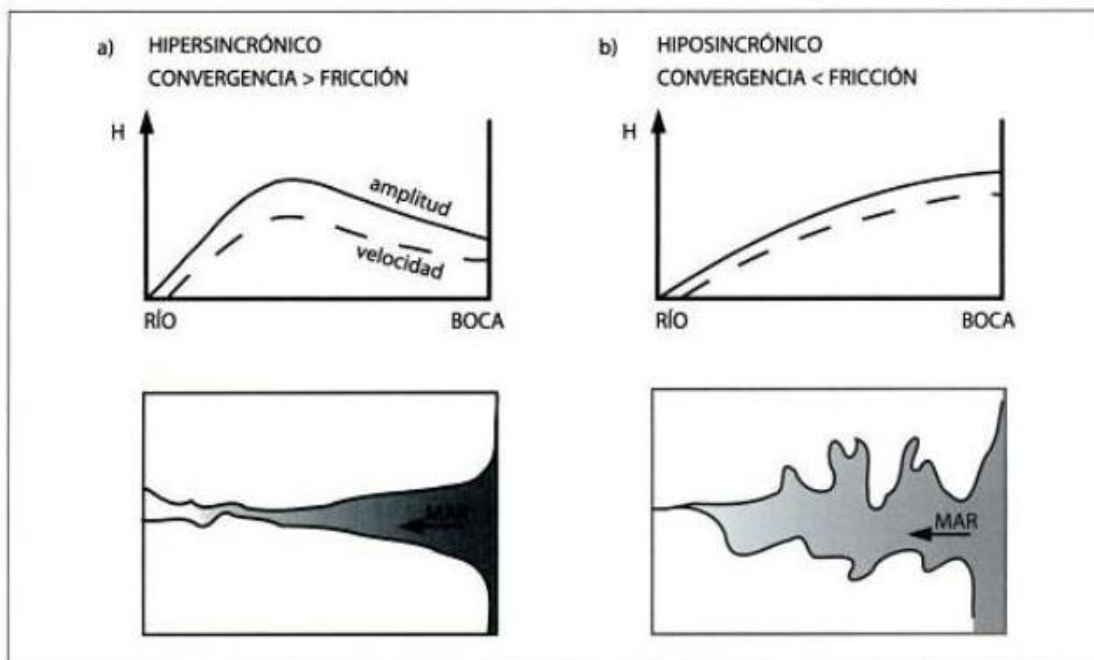 a) HIPERSINCRÓNICO
CONVERGENCIA > FRICCIÓN
H
amplitud
velocidad
RÍO BOCA
MAR
b) HIPOSINCRÓNICO
CONVERGENCIA < FRICCIÓN
H
RÍO BOCA
MAR